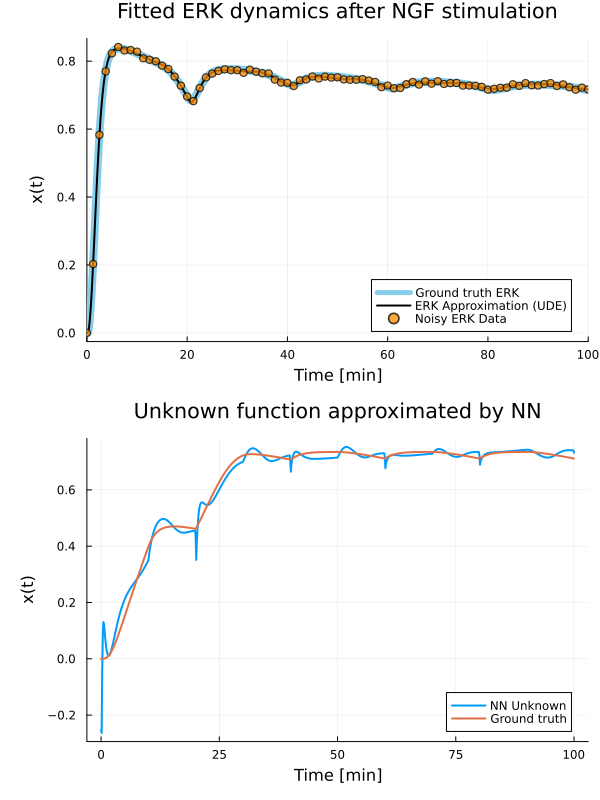 Fitted ERK dynamics after NGF stimulation
x(t)
0.8
0.6
0.4
0.2
0.0
Ground truth ERK
ERK Approximation (UDE)
Noisy ERK Data
0 20 40 60 80 100
Time [min]
Unknown function approximated by NN
x(t)
0.6
0.4
0.2
0.0
−0.2
NN Unknown
Ground truth
0 25 50 75 100
Time [min]